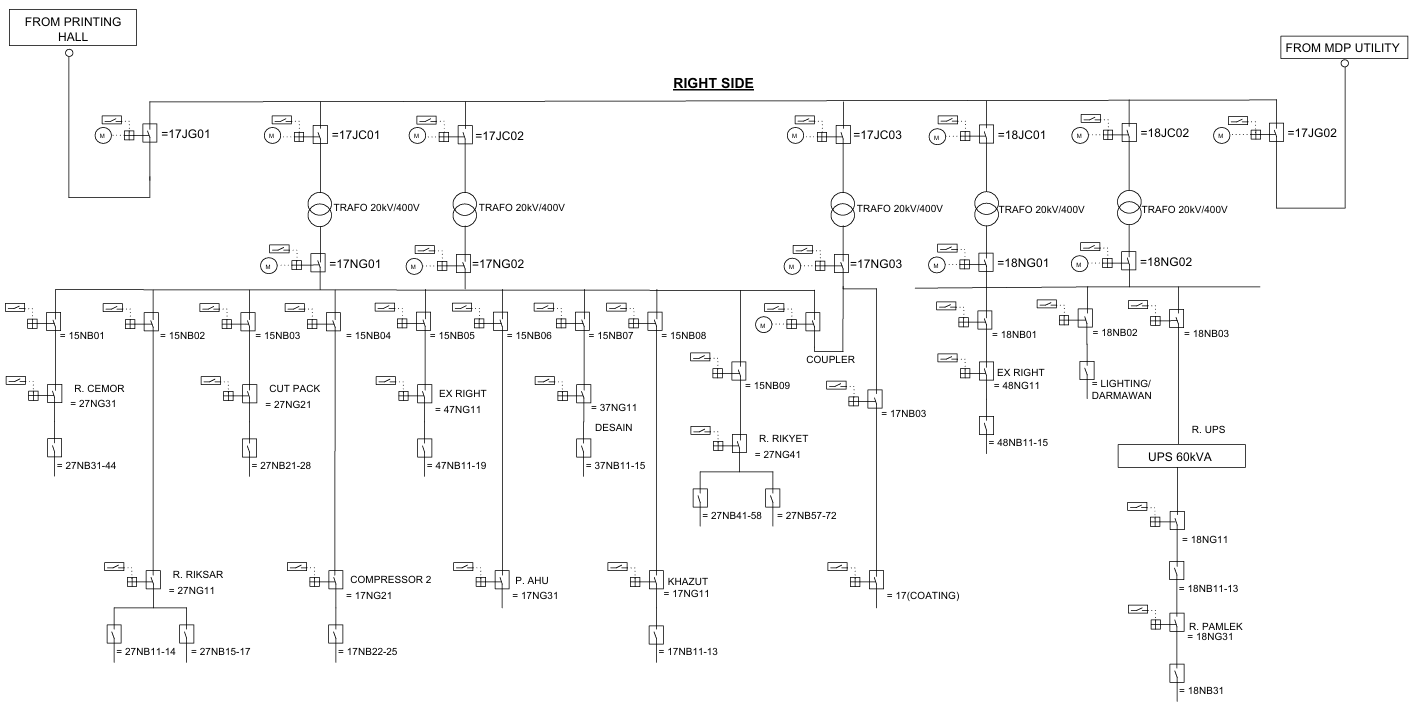 FROM PRINTING
HALL
FROM MDP UTILITY
RIGHT SIDE
M
=17JG01
M
=17JC01
M
=17JC02
M
=17JC03
M
=18JC01
M
=18JC02
M
=17JG02
TRAFO 20kV/400V
TRAFO 20kV/400V
TRAFO 20kV/400V
TRAFO 20kV/400V
TRAFO 20kV/400V
M
=17NG01
M
=17NG02
M
=17NG03
M
=18NG01
M
=18NG02
= 15NB01
= 15NB02
= 15NB03
= 15NB04
= 15NB05
= 15NB06
= 15NB07
= 15NB08
M
COUPLER
= 18NB01
= 18NB02
= 18NB03
= 15NB09
R. CEMOR
= 27NG31
CUT PACK
= 27NG21
EX RIGHT
= 47NG11
= 37NG11
DESAIN
= 17NB03
EX RIGHT
= 48NG11
= LIGHTING/
DARMAWAN
R. RIKYET
= 27NG41
= 27NB31-44
= 27NB21-28
= 47NB11-19
= 37NB11-15
= 48NB11-15
R. UPS
UPS 60kVA
= 27NB41-58
= 27NB57-72
= 18NG11
R. RIKSAR
= 27NG11
COMPRESSOR 2
= 17NG21
P. AHU
= 17NG31
KHAZUT
= 17NG11
= 17(COATING)
= 18NB11-13
R. PAMLEK
= 18NG31
= 27NB11-14
= 27NB15-17
= 17NB22-25
= 17NB11-13
= 18NB31